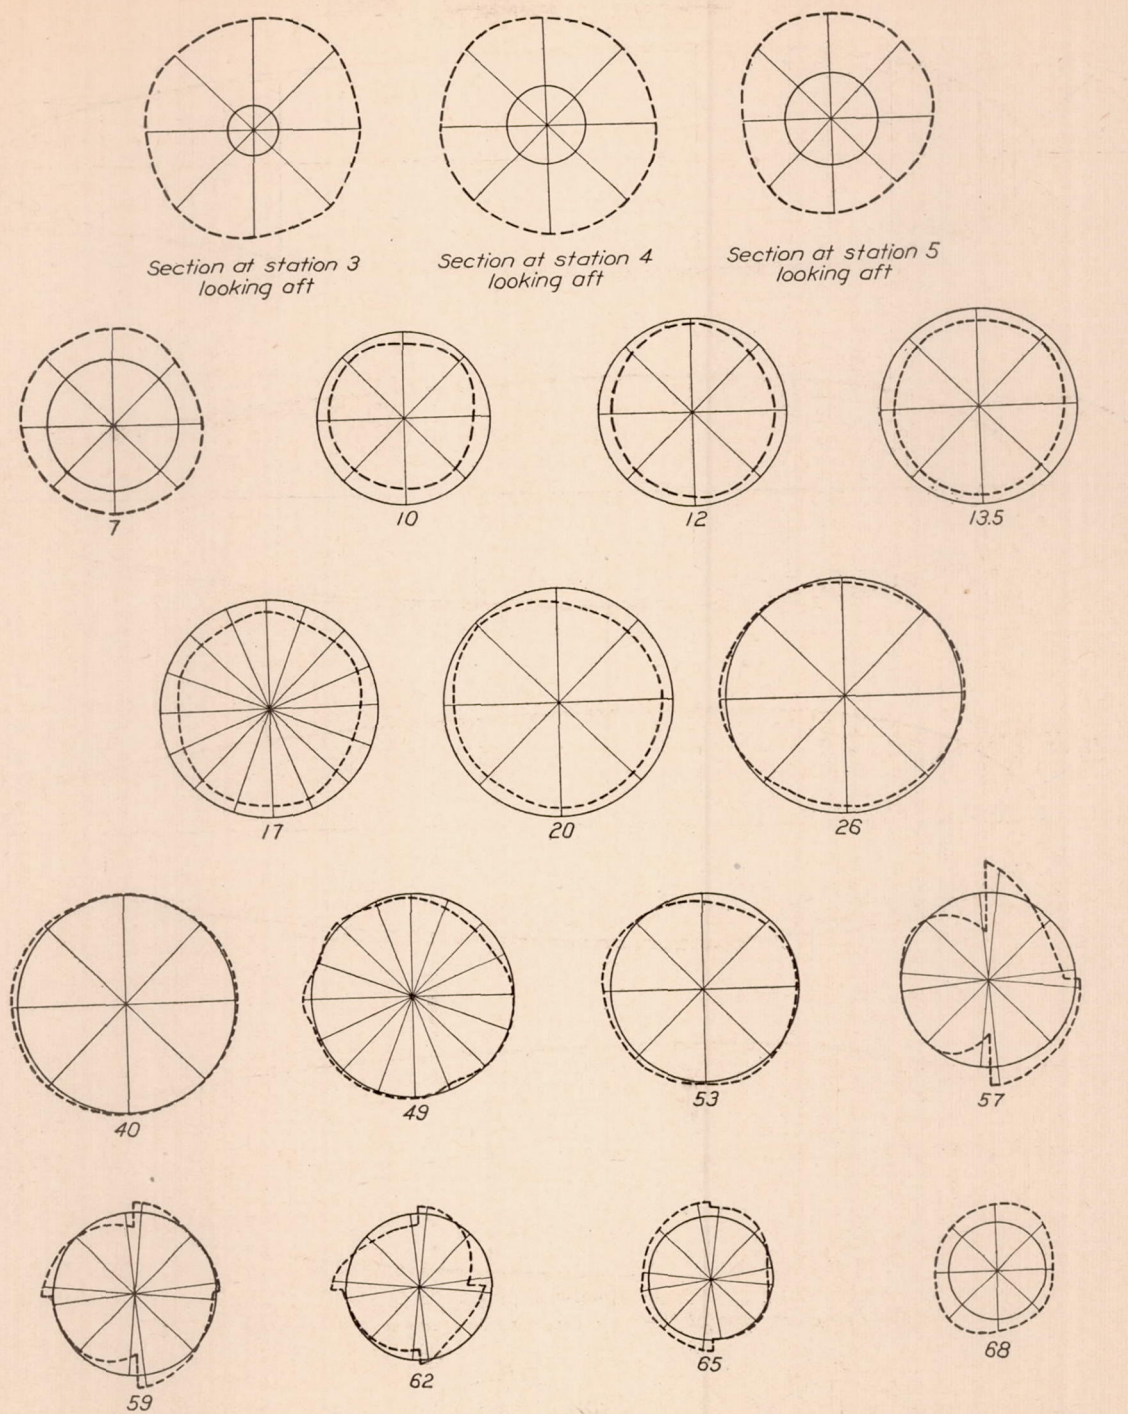 Section at station 3
looking aft
Section at station 4
looking aft
Section at station 5
looking aft
7
10
12
13.5
17
20
26
40
49
53
57
59
62
65
68